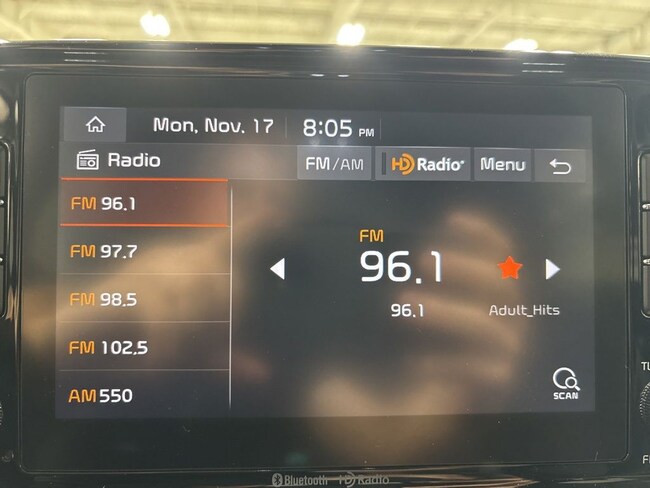 Mon, Nov. 17 8:05 PM
Radio FM/AM HD Radio Menu
FM 96.1
FM 97.7
FM 98.5
FM 102.5
AM 550
FM
96.1
96.1 Adult_Hits
SCAN
Bluetooth HD Radio